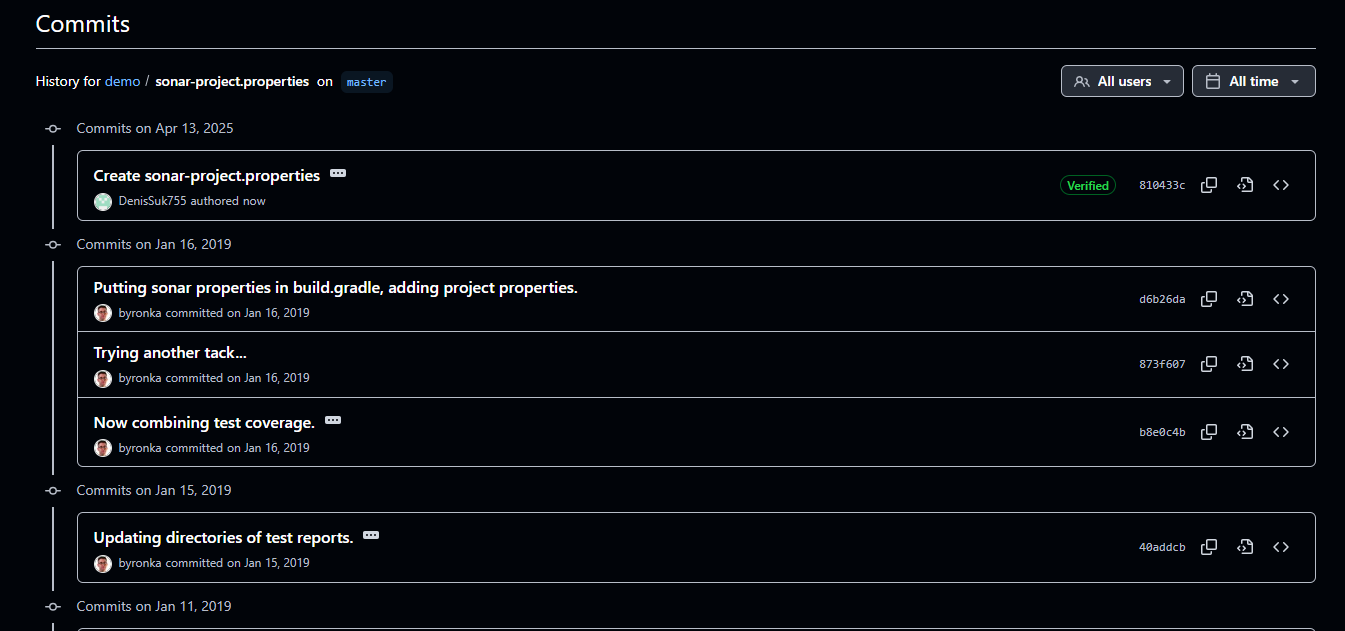 Commits
History for demo / sonar-project.properties on master
All users
All time
Commits on Apr 13, 2025
Create sonar-project.properties
DenisSuk755 authored now
Verified
810433c
Commits on Jan 16, 2019
Putting sonar properties in build.gradle, adding project properties.
byronka committed on Jan 16, 2019
d6b26da
Trying another tack...
byronka committed on Jan 16, 2019
873f607
Now combining test coverage.
byronka committed on Jan 16, 2019
b8e0c4b
Commits on Jan 15, 2019
Updating directories of test reports.
byronka committed on Jan 15, 2019
40addcb
Commits on Jan 11, 2019